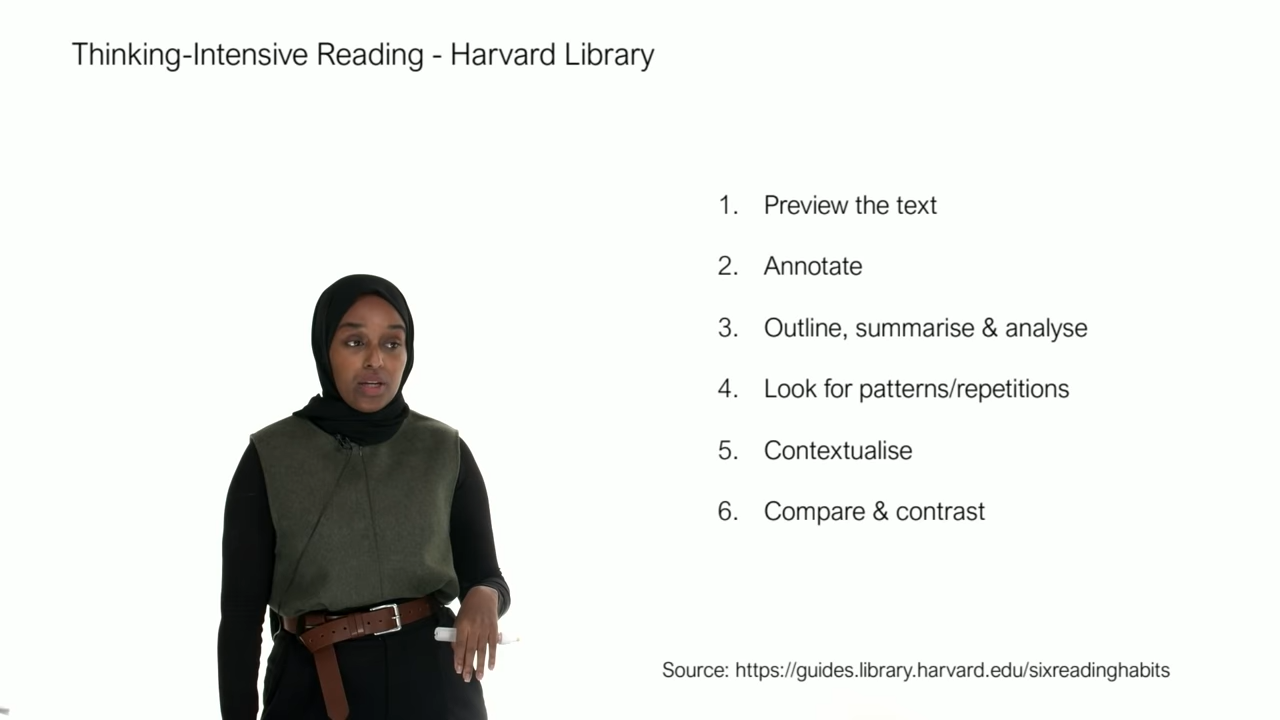 Thinking-Intensive Reading - Harvard Library
1. Preview the text
2. Annotate
3. Outline, summarise & analyse
4. Look for patterns/repetitions
5. Contextualise
6. Compare & contrast
Source: https://guides.library.harvard.edu/sixreadinghabits